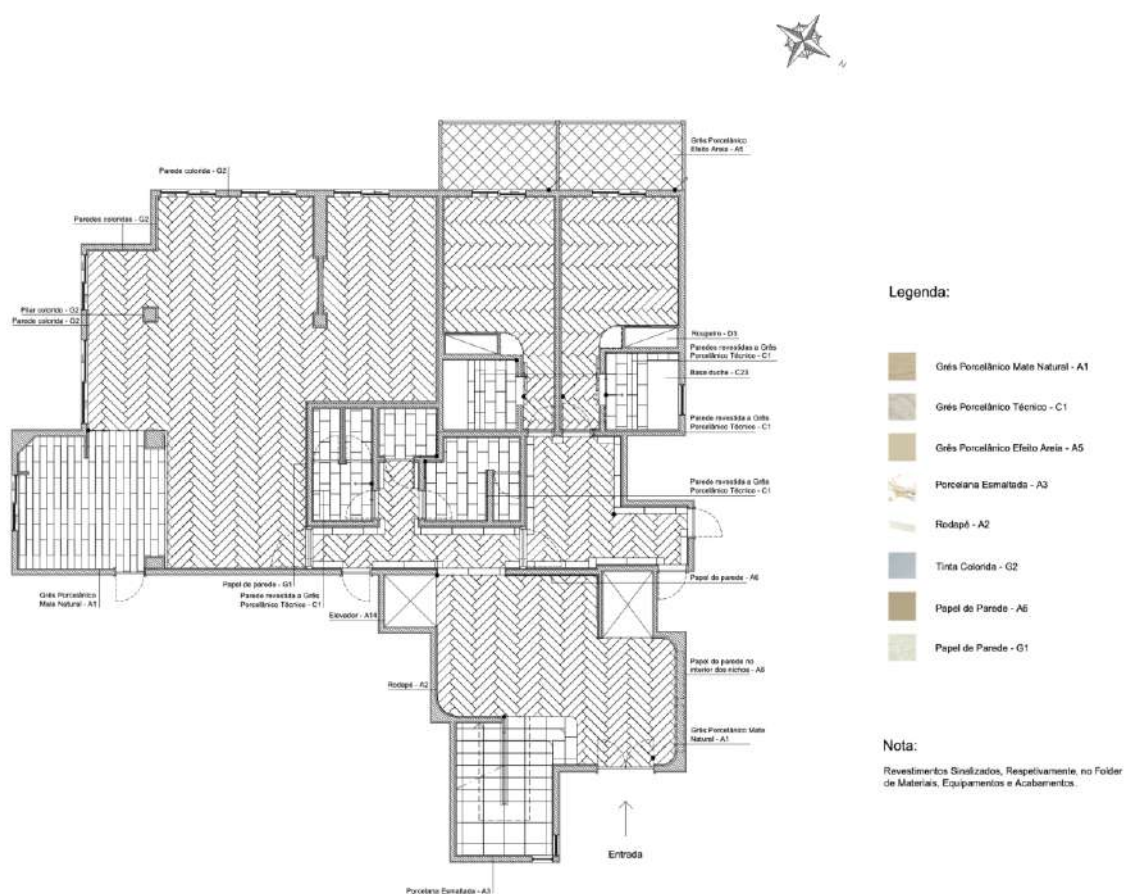 N
Grés Porcelânico
Efeito Areia - A5
Parede colorida - G2
Paredes coloridas - G2
Pilar colorido - G2
Parede colorida - G2
Roupeiro - D3
Paredes revestidas a Grés
Porcelânico Técnico - C1
Base duche - C23
Parede revestida a Grés
Porcelânico Técnico - C1
Parede revestida a Grés
Porcelânico Técnico - C1
Papel de parede - G1
Parede revestida a Grés
Porcelânico Técnico - C1
Papel de parede - A6
Grés Porcelânico
Mate Natural - A1
Elevador - A14
Rodapé - A2
Papel de parede no
interior dos nichos - A6
Grés Porcelânico Mate
Natural - A1
Entrada
Porcelana Esmaltada - A3
Legenda:
Grés Porcelânico Mate Natural - A1
Grés Porcelânico Técnico - C1
Grés Porcelânico Efeito Areia - A5
Porcelana Esmaltada - A3
Rodapé - A2
Tinta Colorida - G2
Papel de Parede - A6
Papel de Parede - G1
Nota:
Revestimentos Sinalizados, Respetivamente, no Folder
de Materiais, Equipamentos e Acabamentos.